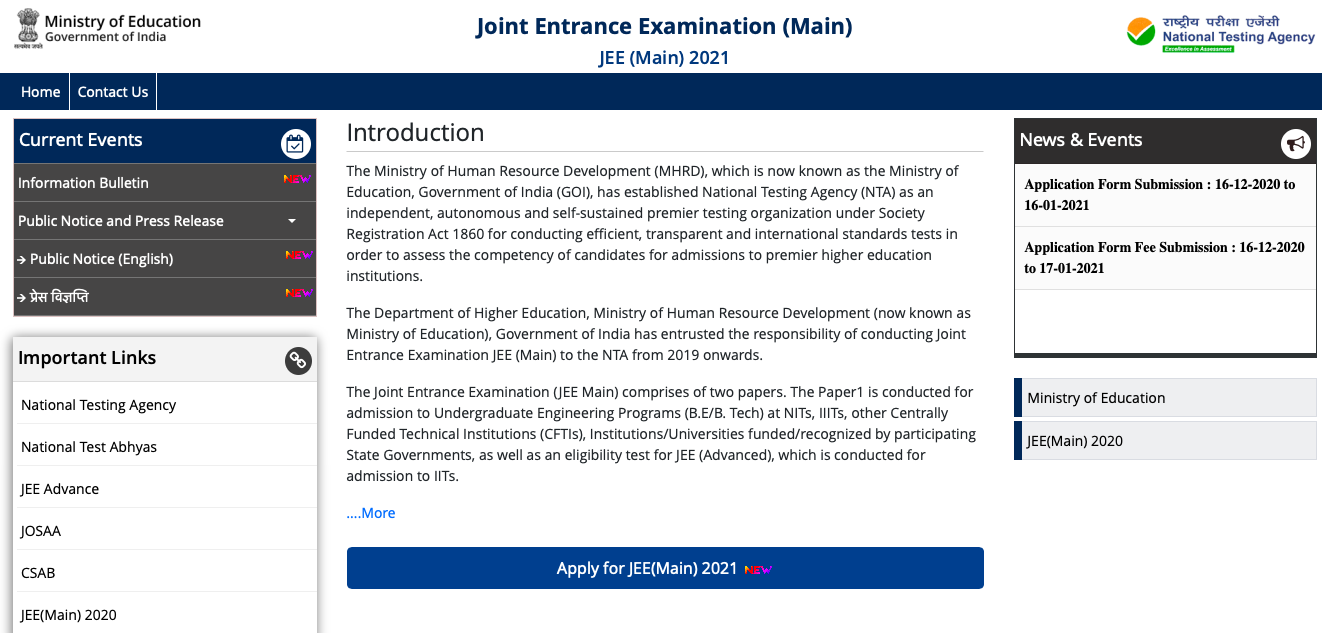 Ministry of Education
Government of India
सत्यमेव जयते
Joint Entrance Examination (Main)
JEE (Main) 2021
राष्ट्रीय परीक्षा एजेंसी
National Testing Agency
Excellence in Assessment
Home
Contact Us
Current Events
Information Bulletin NEW
Public Notice and Press Release
→ Public Notice (English) NEW
→ प्रेस विज्ञप्ति NEW
Important Links
National Testing Agency
National Test Abhyas
JEE Advance
JOSAA
CSAB
JEE(Main) 2020
Introduction
The Ministry of Human Resource Development (MHRD), which is now known as the Ministry of
Education, Government of India (GOI), has established National Testing Agency (NTA) as an
independent, autonomous and self-sustained premier testing organization under Society
Registration Act 1860 for conducting efficient, transparent and international standards tests in
order to assess the competency of candidates for admissions to premier higher education
institutions.
The Department of Higher Education, Ministry of Human Resource Development (now known as
Ministry of Education), Government of India has entrusted the responsibility of conducting Joint
Entrance Examination JEE (Main) to the NTA from 2019 onwards.
The Joint Entrance Examination (JEE Main) comprises of two papers. The Paper1 is conducted for
admission to Undergraduate Engineering Programs (B.E/B. Tech) at NITs, IIITs, other Centrally
Funded Technical Institutions (CFTIs), Institutions/Universities funded/recognized by participating
State Governments, as well as an eligibility test for JEE (Advanced), which is conducted for
admission to IITs.
....More
Apply for JEE(Main) 2021 NEW
News & Events
Application Form Submission : 16-12-2020 to
16-01-2021
Application Form Fee Submission : 16-12-2020
to 17-01-2021
Ministry of Education
JEE(Main) 2020